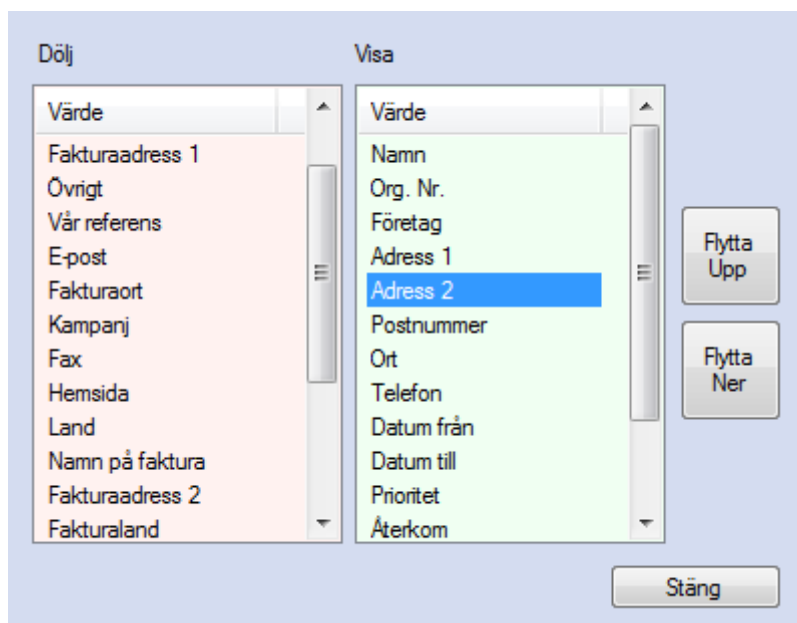 Dölj
Värde
Fakturaadress 1
Övrigt
Vår referens
E-post
Fakturaort
Kampanj
Fax
Hemsida
Land
Namn på faktura
Fakturaadress 2
Fakturaland
Visa
Värde
Namn
Org. Nr.
Företag
Adress 1
Adress 2
Postnummer
Ort
Telefon
Datum från
Datum till
Prioritet
Återkom
Flytta
Upp
Flytta
Ner
Stäng